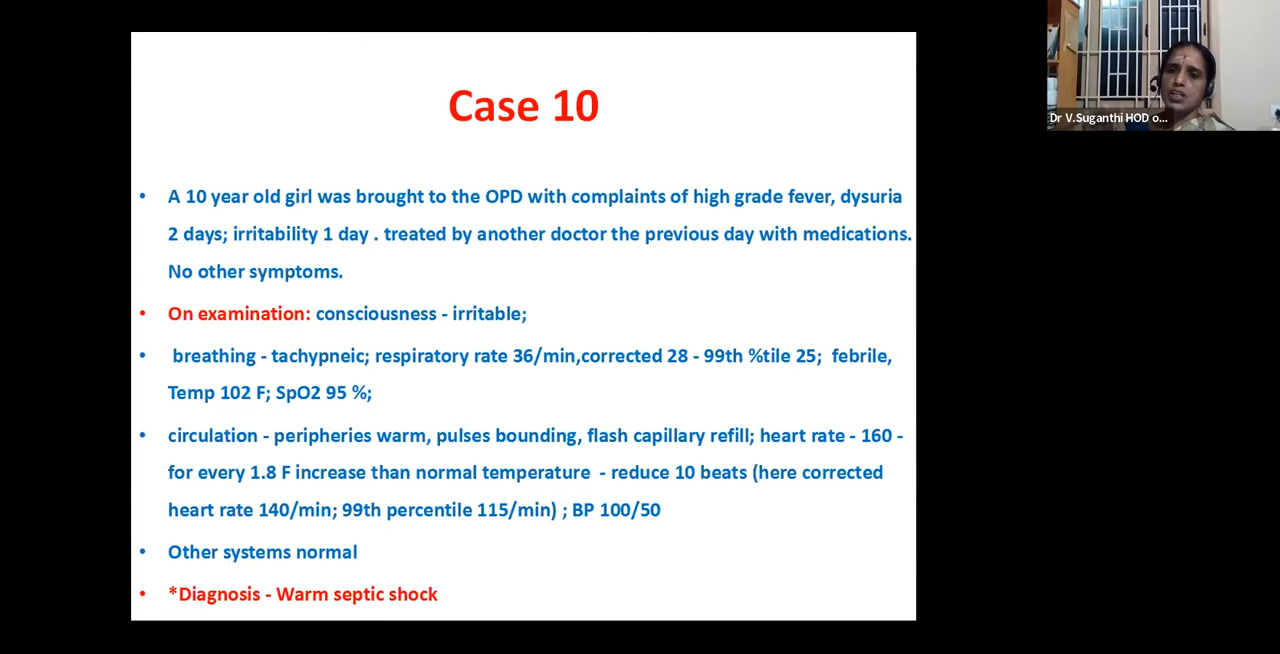 Case 10
Dr V.Suganthi HOD o...
• A 10 year old girl was brought to the OPD with complaints of high grade fever, dysuria
2 days; irritability 1 day . treated by another doctor the previous day with medications.
No other symptoms.
• On examination: consciousness - irritable;
• breathing - tachypneic; respiratory rate 36/min,corrected 28 - 99th %tile 25; febrile,
Temp 102 F; SpO2 95 %;
• circulation - peripheries warm, pulses bounding, flash capillary refill; heart rate - 160 -
for every 1.8 F increase than normal temperature - reduce 10 beats (here corrected
heart rate 140/min; 99th percentile 115/min) ; BP 100/50
• Other systems normal
• *Diagnosis - Warm septic shock